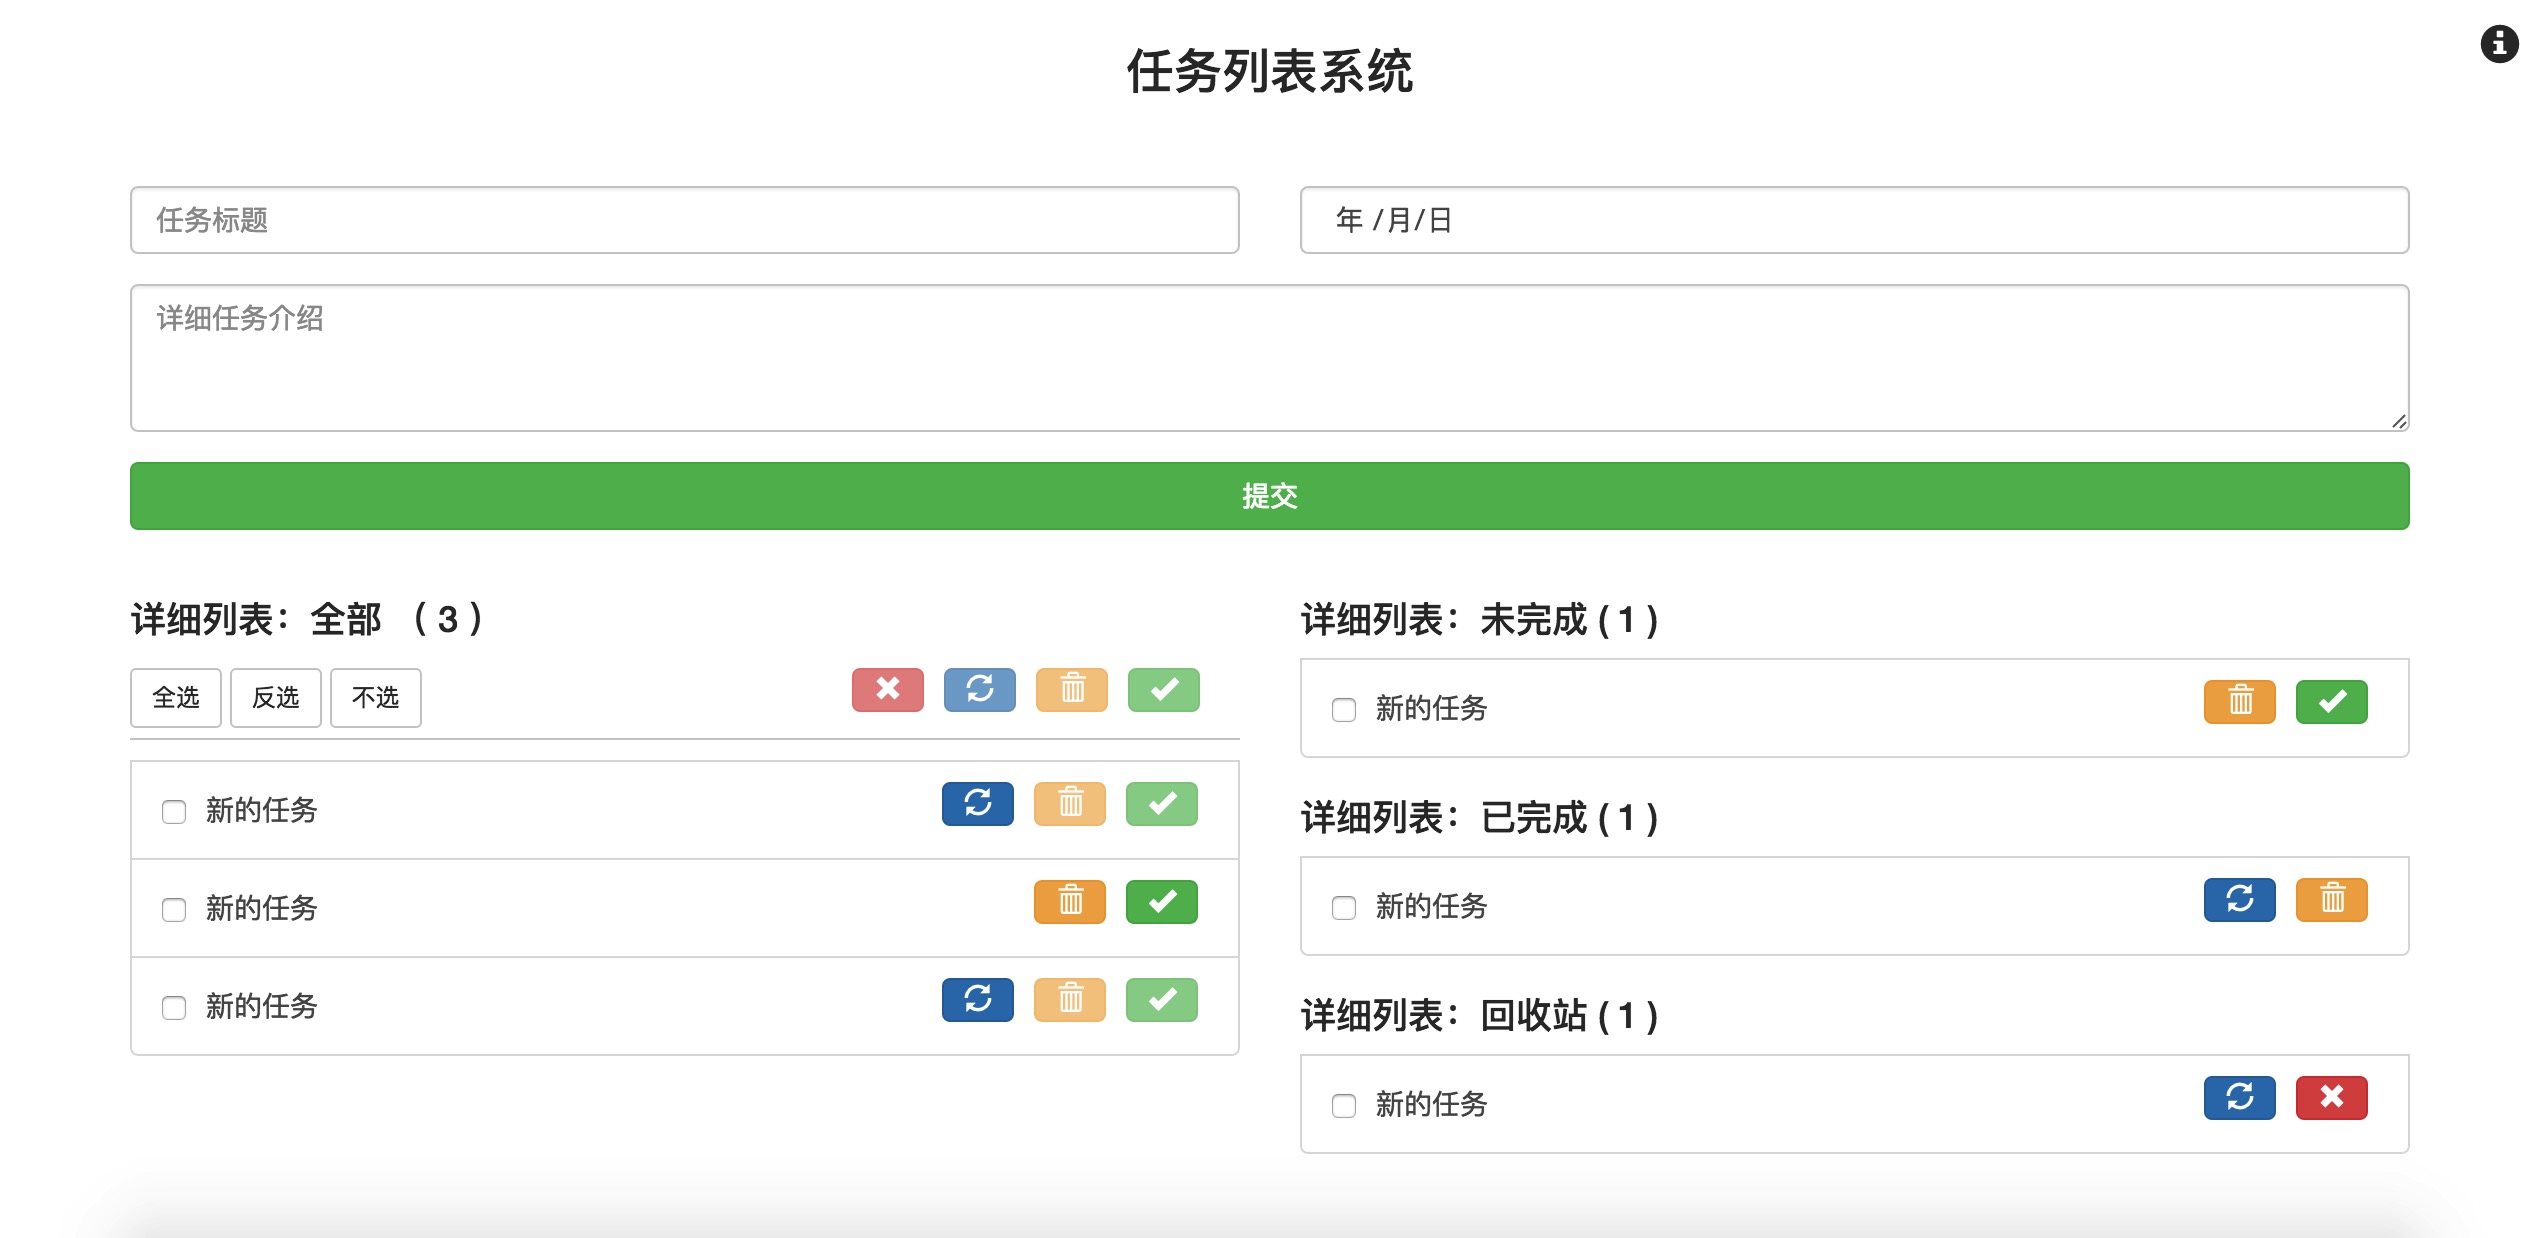 任务列表系统
任务标题
年 /月/日
详细任务介绍
提交
详细列表：全部 （ 3 ）
全选 反选 不选
新的任务
新的任务
新的任务
详细列表：未完成 ( 1 )
新的任务
详细列表：已完成 ( 1 )
新的任务
详细列表：回收站 ( 1 )
新的任务